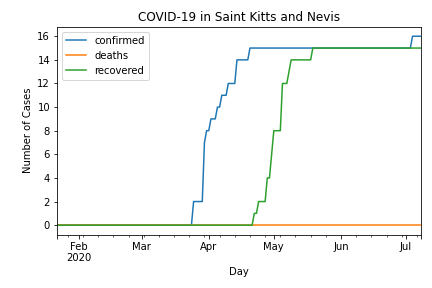 COVID-19 in Saint Kitts and Nevis
confirmed
deaths
recovered
16
14
12
10
8
6
4
2
0
Number of Cases
Feb
2020
Mar
Apr
May
Jun
Jul
Day